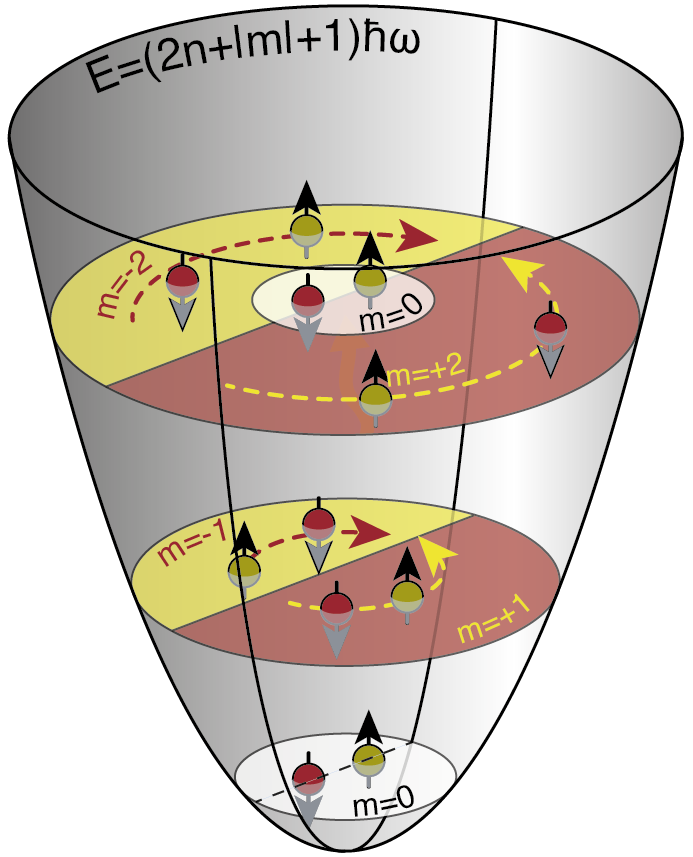 E=(2n+|m|+1)ħω
m=-2
m=0
m=+2
m=-1
m=+1
m=0